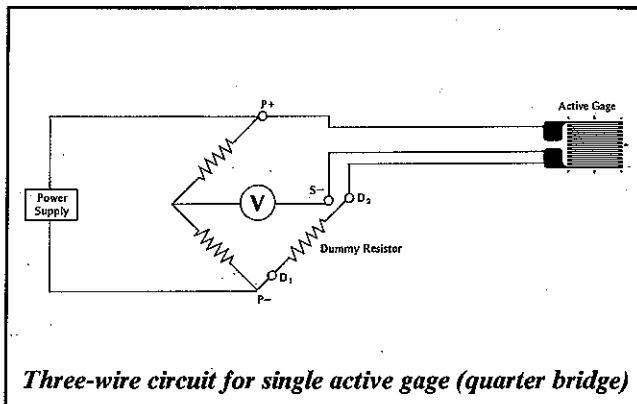 P+
Active Gage
S−
D2
V
Power
Supply
Dummy Resistor
D1
P−
Three-wire circuit for single active gage (quarter bridge)